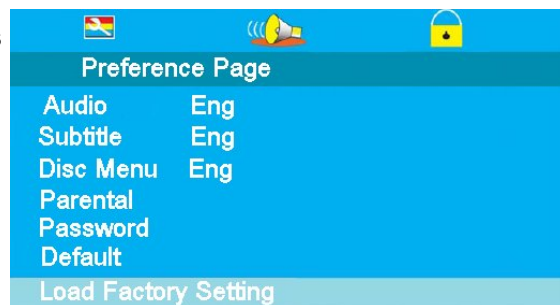 Preference Page
Audio Eng
Subtitle Eng
Disc Menu Eng
Parental
Password
Default
Load Factory Setting